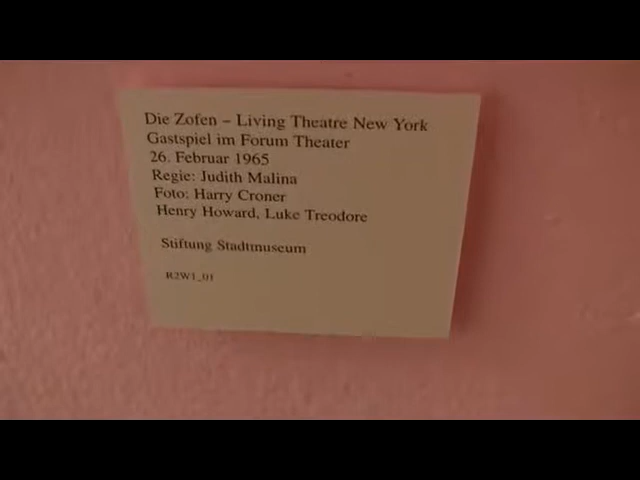 Die Zofen – Living Theatre New York
Gastspiel im Forum Theater
26. Februar 1965
Regie: Judith Malina
Foto: Harry Croner
Henry Howard, Luke Treodore
Stiftung Stadtmuseum
R2W1_01